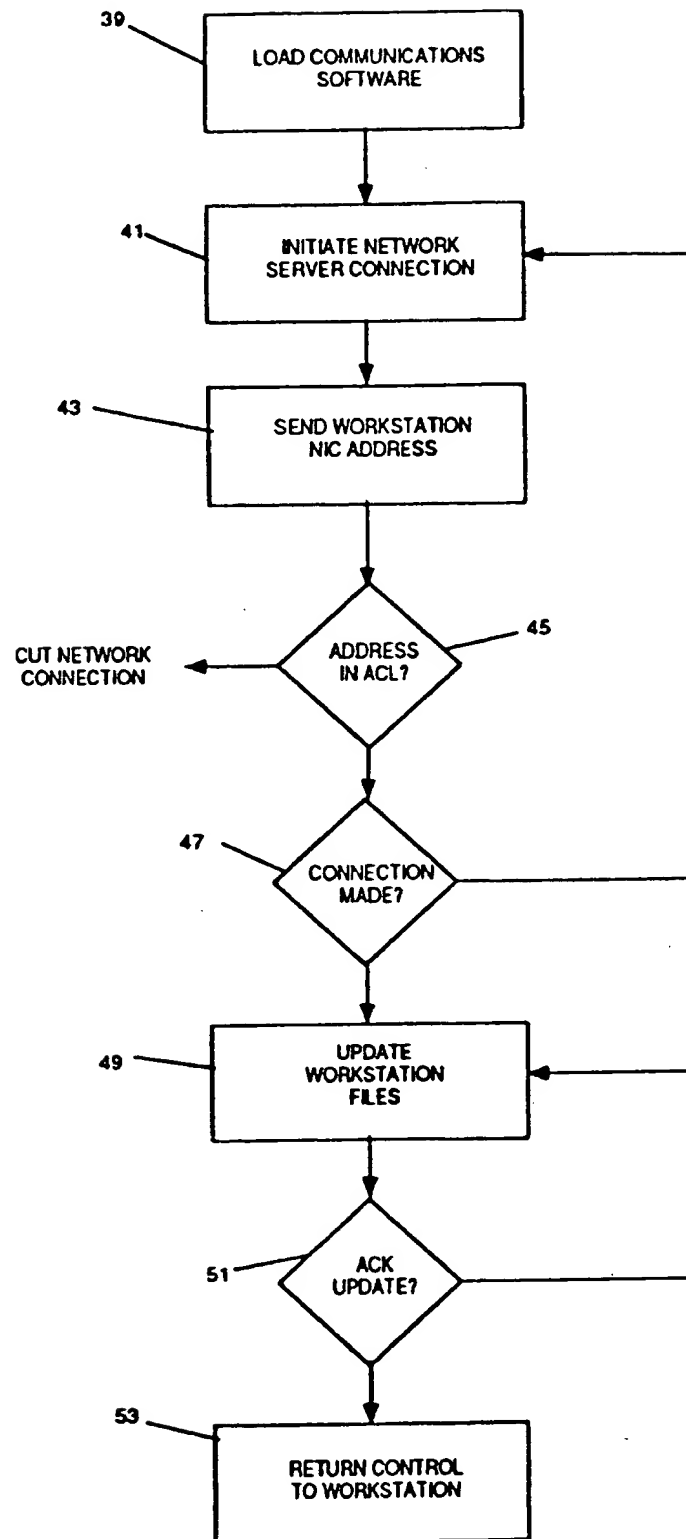 39
LOAD COMMUNICATIONS
SOFTWARE
41
INITIATE NETWORK
SERVER CONNECTION
43
SEND WORKSTATION
NIC ADDRESS
45
ADDRESS
IN ACL?
CUT NETWORK
CONNECTION
47
CONNECTION
MADE?
49
UPDATE
WORKSTATION
FILES
51
ACK
UPDATE?
53
RETURN CONTROL
TO WORKSTATION